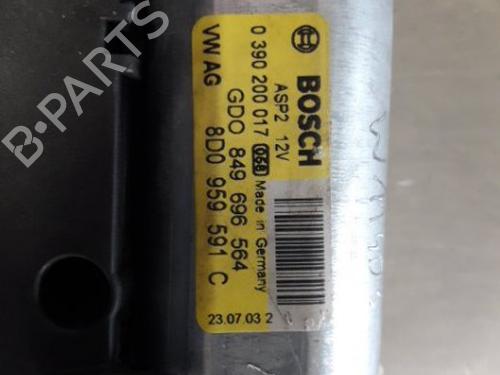 BOSCH
ASP2 12V
0 390 200 017 068 Made in Germany
GDO 849 696 564
VW AG 8D0 959 591 C
23.07.03 2
B-PARTS